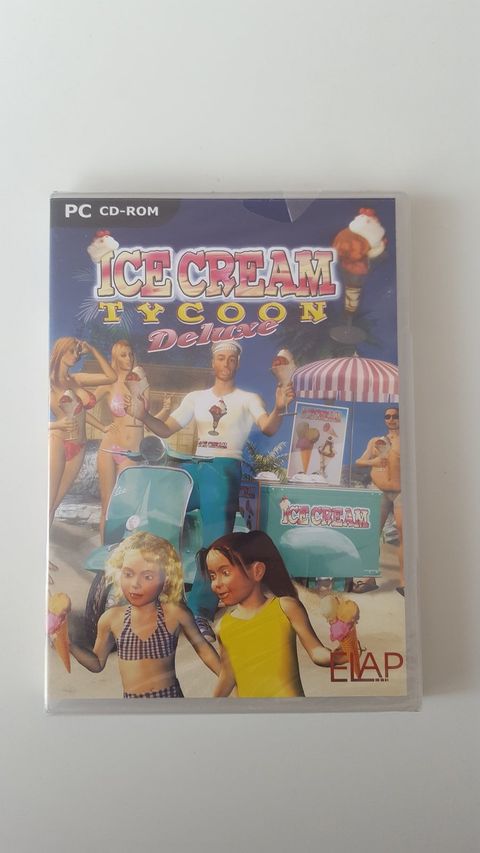 PC CD-ROM
ICE CREAM
TYCOON
Deluxe
ICE CREAM
ELAP